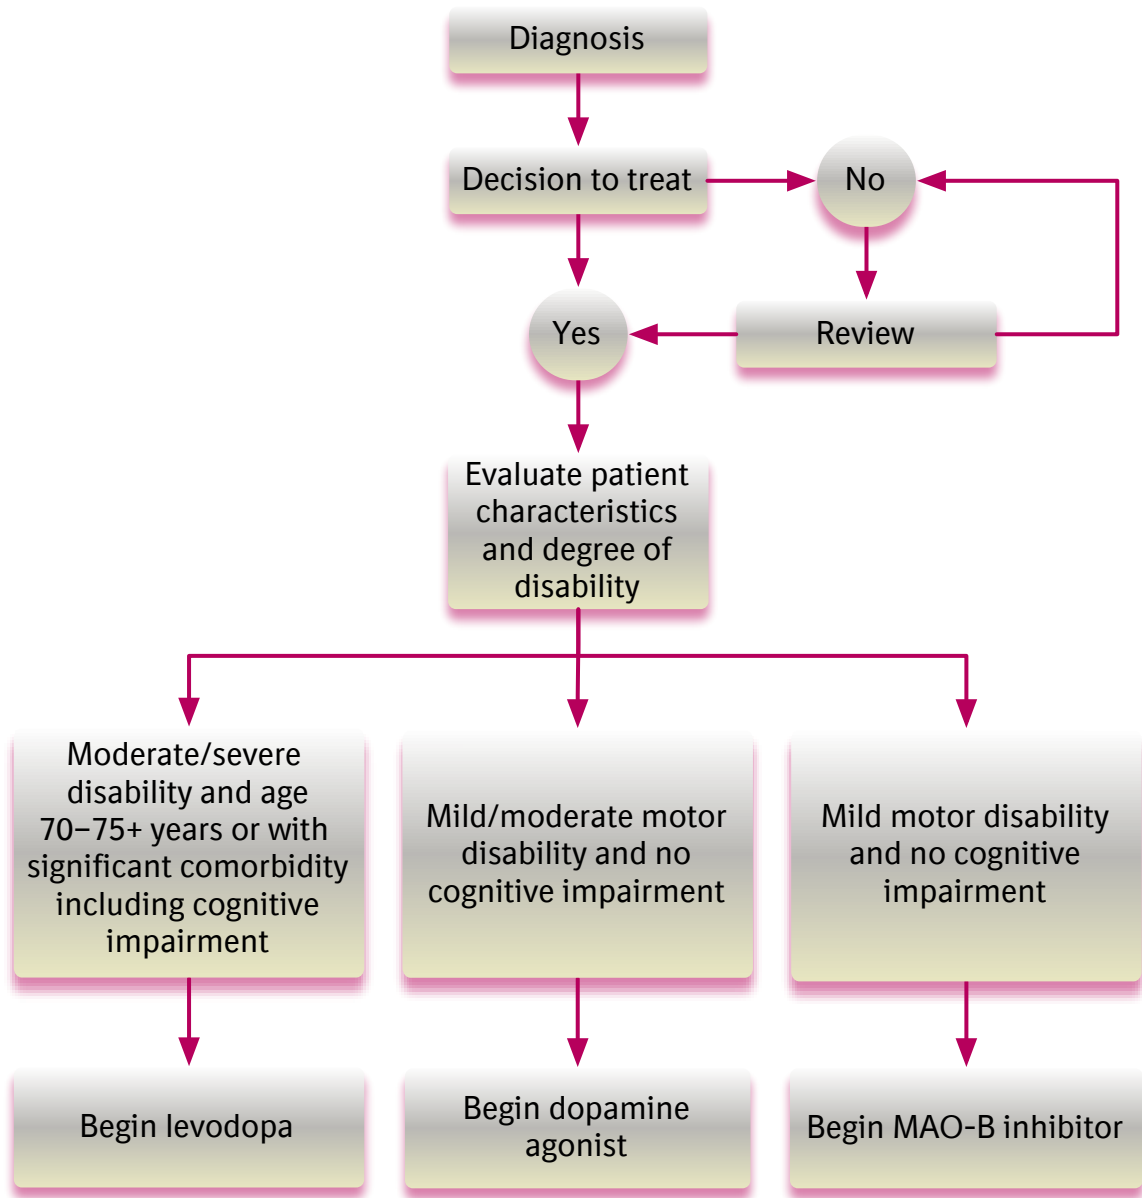 Diagnosis
Decision to treat
No
Yes
Review
Evaluate patient
characteristics
and degree of
disability
Moderate/severe
disability and age
70–75+ years or with
significant comorbidity
including cognitive
impairment
Mild/moderate motor
disability and no
cognitive impairment
Mild motor disability
and no cognitive
impairment
Begin levodopa
Begin dopamine
agonist
Begin MAO-B inhibitor